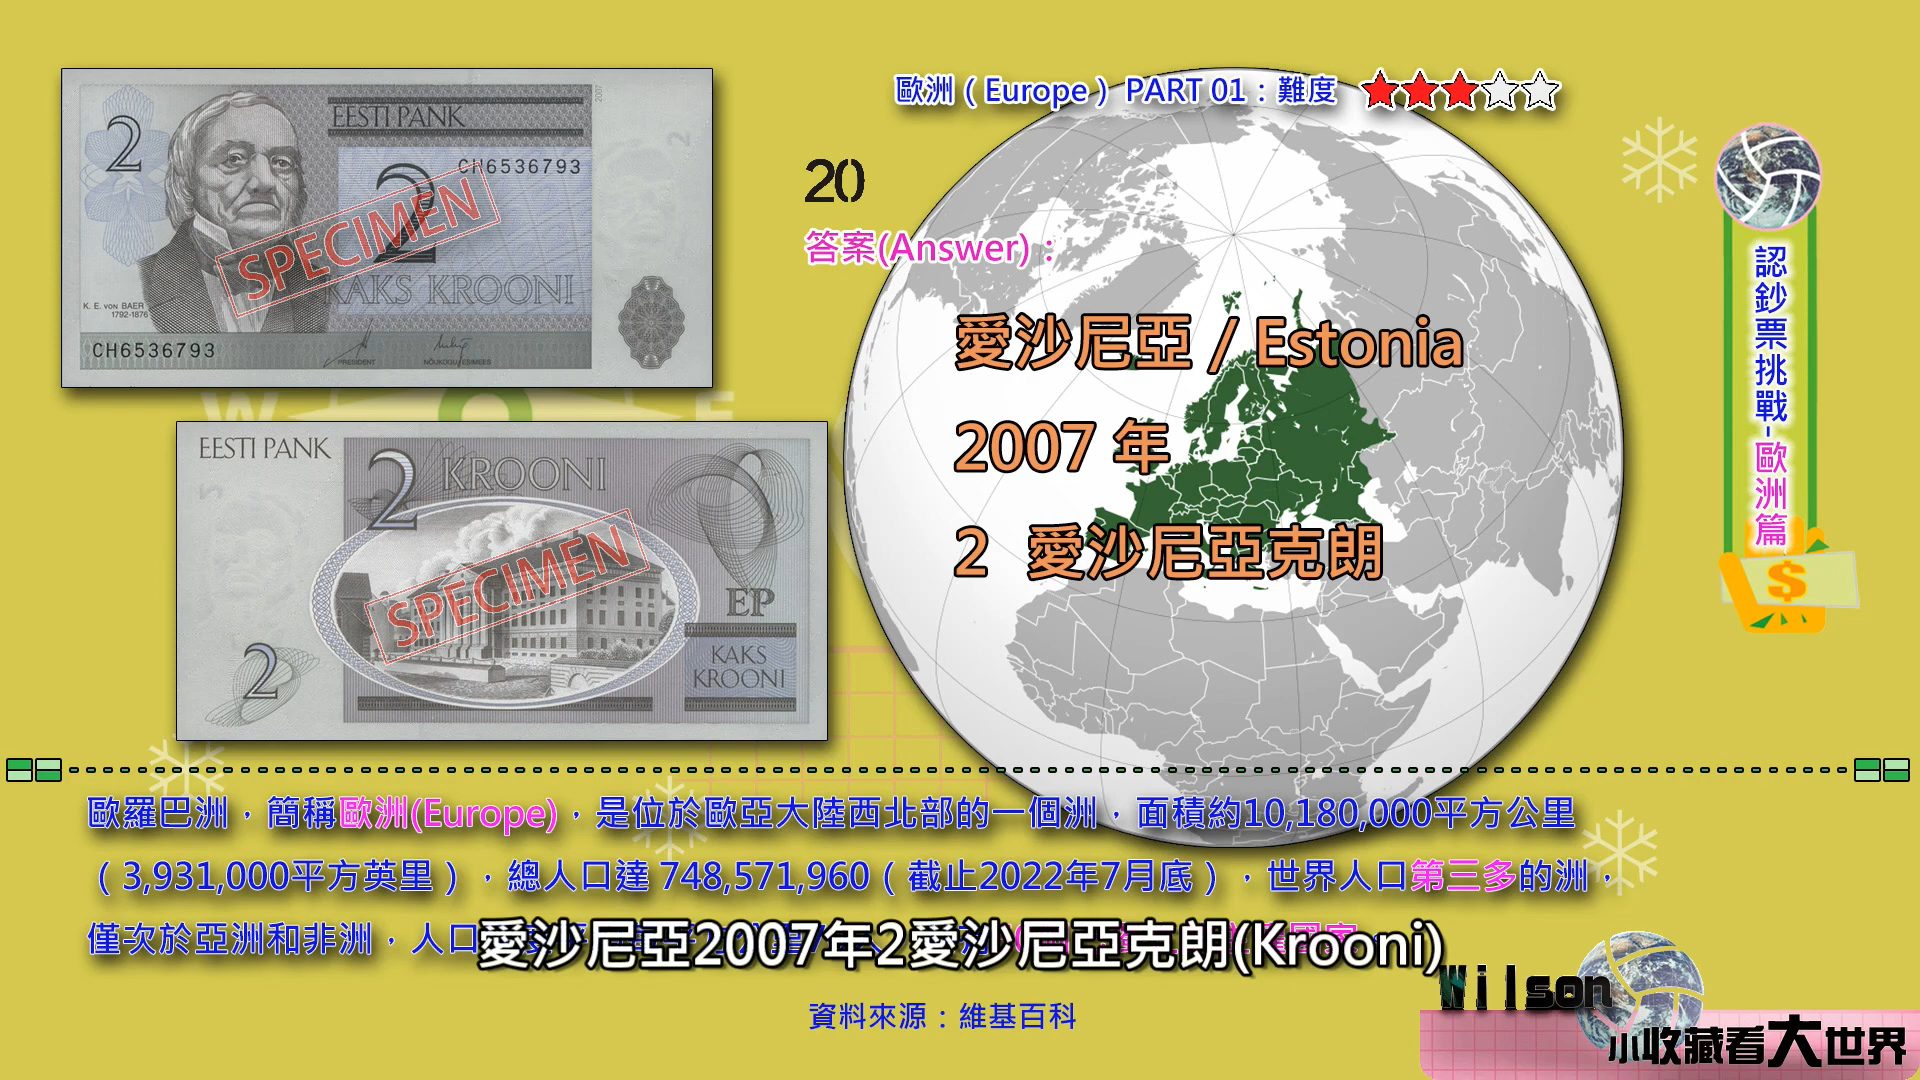 歐洲（Europe） PART 01：難度
20
答案(Answer)：
愛沙尼亞 / Estonia
2007 年
2 愛沙尼亞克朗
2
EESTI PANK
2007
CH6536793
2
SPECIMEN
KAKS KROONI
K. E. VON BAER
1792-1876
CH6536793
PRESIDENT
NÕUKOGU ESIMEES
EESTI PANK
2 KROONI
SPECIMEN
EP
2
KAKS
KROONI
認鈔票挑戰-歐洲篇
$
歐羅巴洲，簡稱歐洲(Europe)，是位於歐亞大陸西北部的一個洲，面積約10,180,000平方公里
（3,931,000平方英里），總人口達 748,571,960（截止2022年7月底），世界人口第三多的洲，
僅次於亞洲和非洲，人口
愛沙尼亞2007年2愛沙尼亞克朗(Krooni)
資料來源：維基百科
Wilson
小收藏看大世界